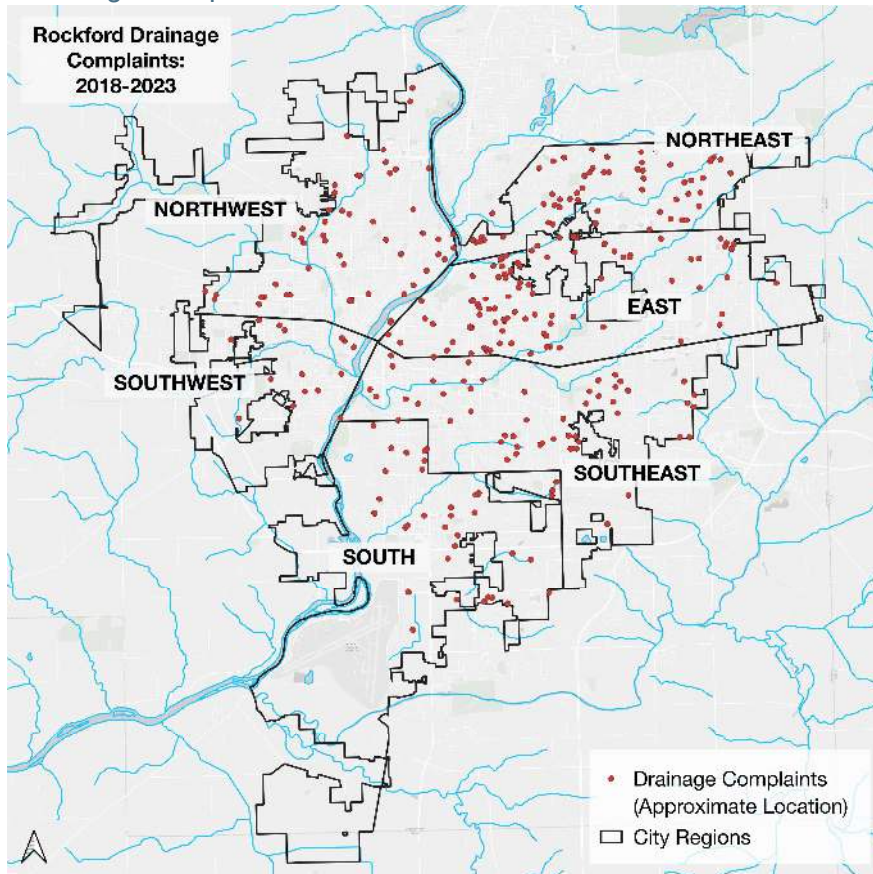 Rockford Drainage
Complaints:
2018-2023
NORTHEAST
NORTHWEST
EAST
SOUTHWEST
SOUTHEAST
SOUTH
Drainage Complaints
(Approximate Location)
City Regions